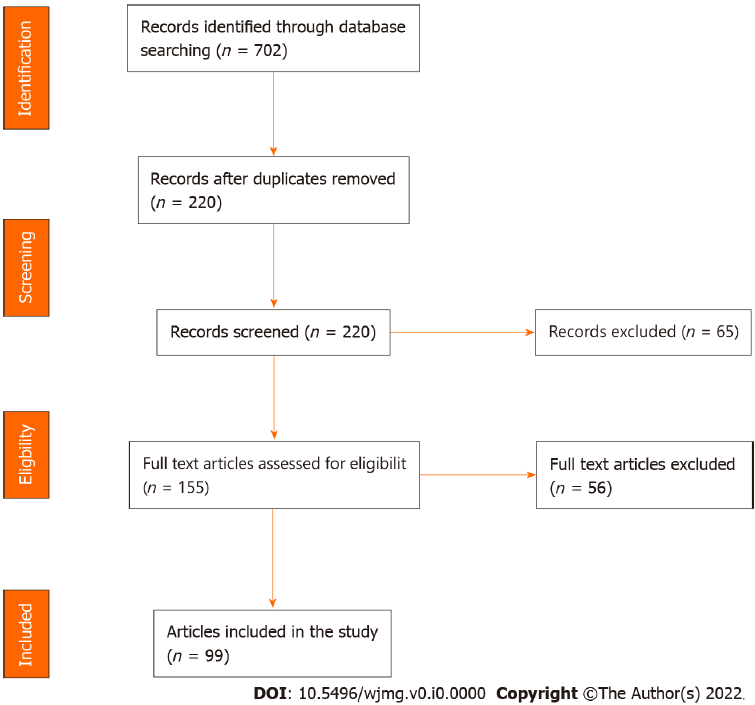 Identification
Records identified through database
searching (n = 702)
Records after duplicates removed
(n = 220)
Screening
Records screened (n = 220)
Records excluded (n = 65)
Eligbility
Full text articles assessed for eligibilit
(n = 155)
Full text articles excluded
(n = 56)
Included
Articles included in the study
(n = 99)
DOI: 10.5496/wjmg.v0.i0.0000 Copyright ©The Author(s) 2022.